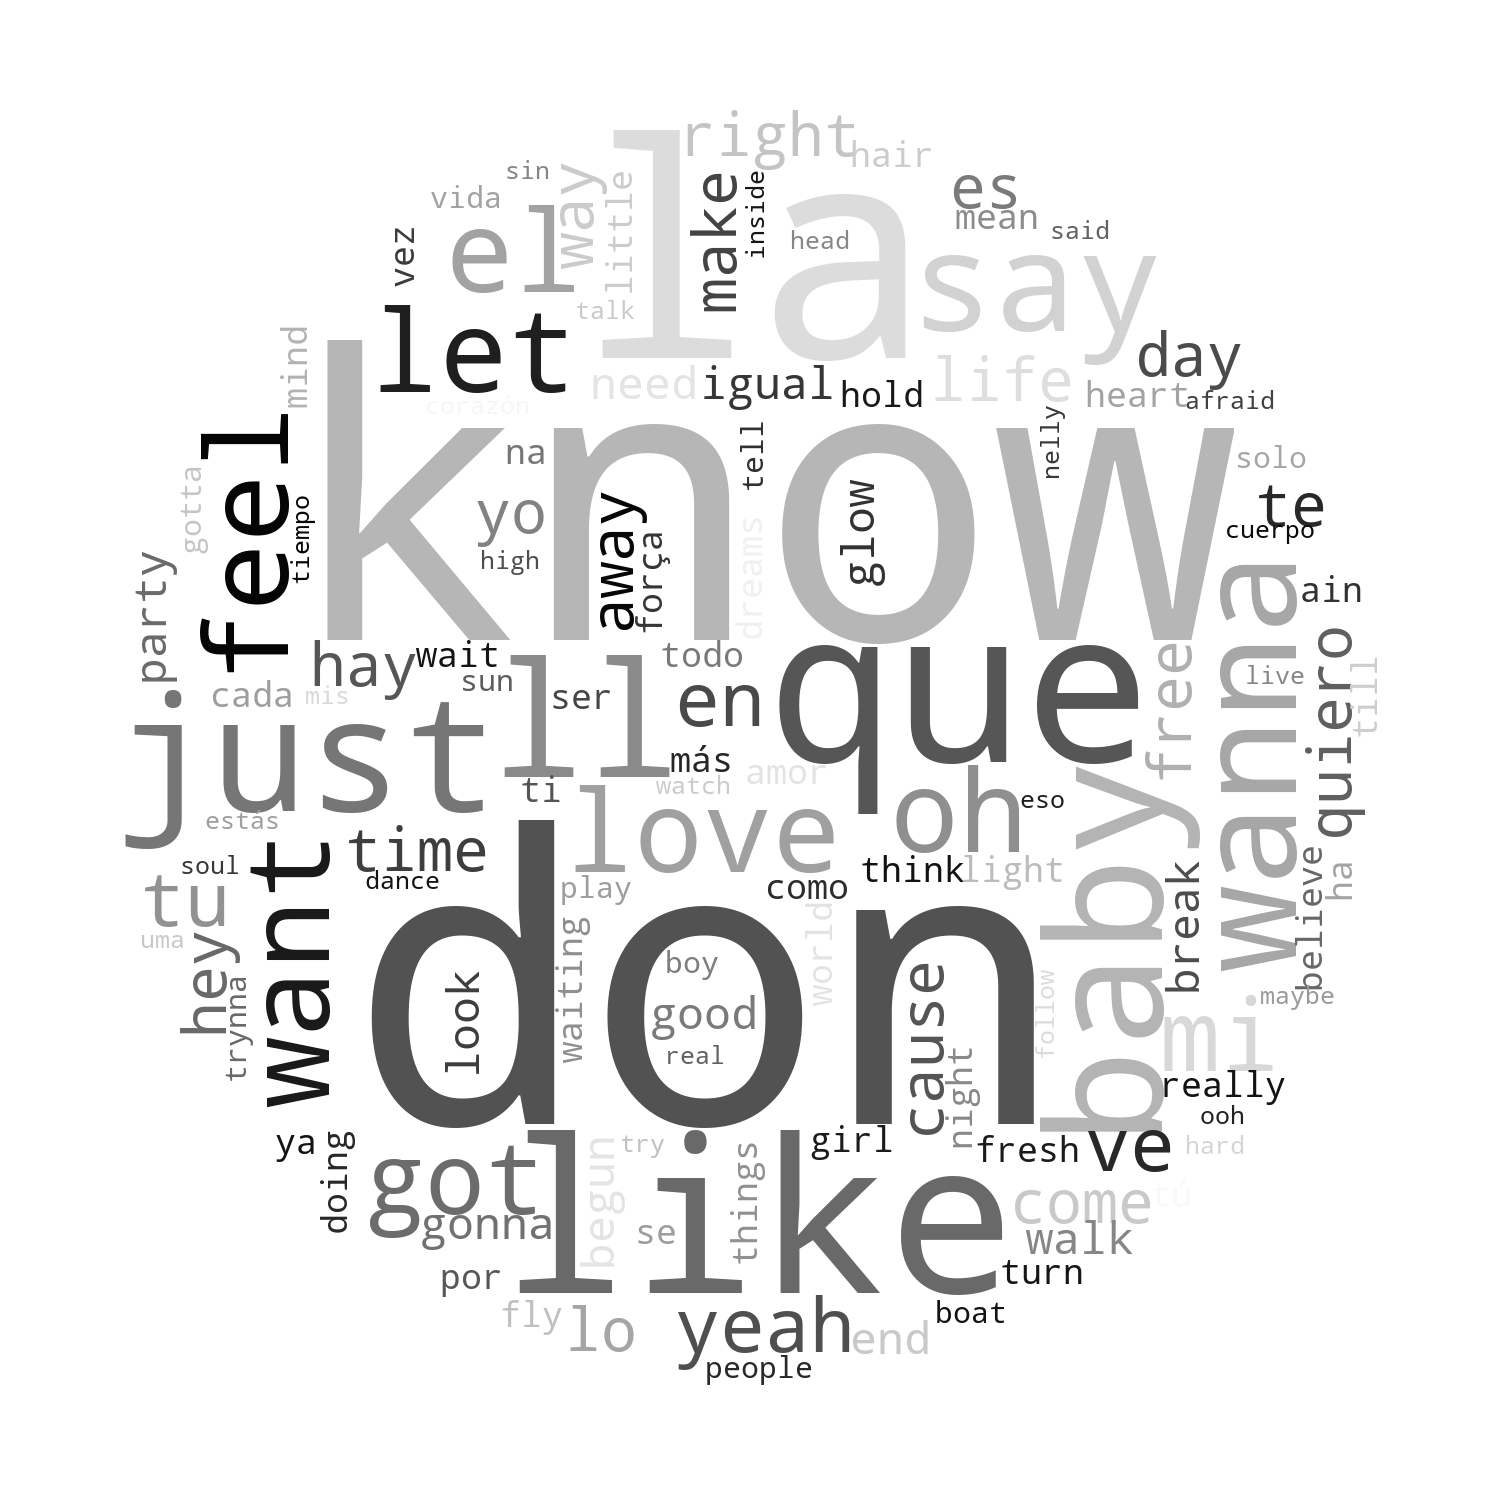 right
hair
la
sin
vida
way
little
make
inside
head
es
mean
said
vez
el
talk
say
let
mind
need
igual
hold
life
day
heart
afraid
corazón
know
feel
gotta
tiempo
na
yo
high
away
força
tell
dreams
glow
nelly
solo
te
cuerpo
party
hay
wait
sun
ser
todo
en
que
free
wanna
ain
live
quiero
till
cada
mis
just
ll
más
ti
watch
amor
oh
eso
baby
estás
soul
tu
uma
time
dance
want
love
play
como
think
light
break
believe
ha
hey
trynna
don
look
waiting
boy
good
real
world
cause
night
follow
mi
maybe
really
ooh
ya
doing
got
gonna
like
begun
try
se
things
girl
fresh
ve
hard
come
tú
walk
turn
por
fly
lo
yeah
people
end
boat